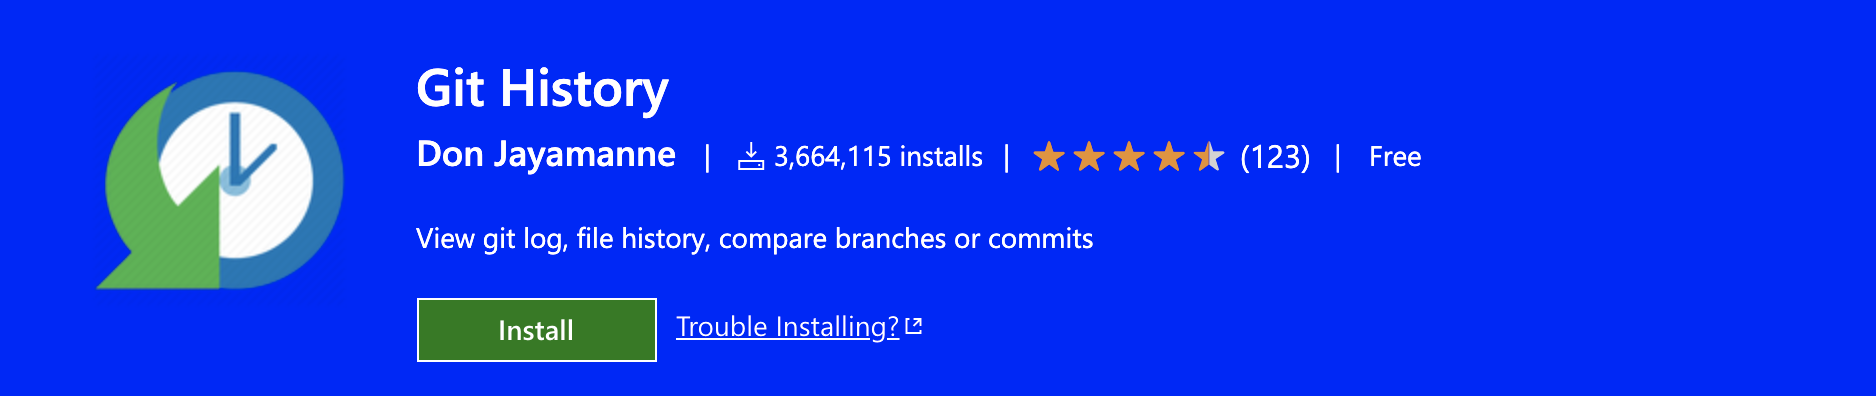 Git History
Don Jayamanne | 3,664,115 installs | (123) | Free
View git log, file history, compare branches or commits
Install Trouble Installing?